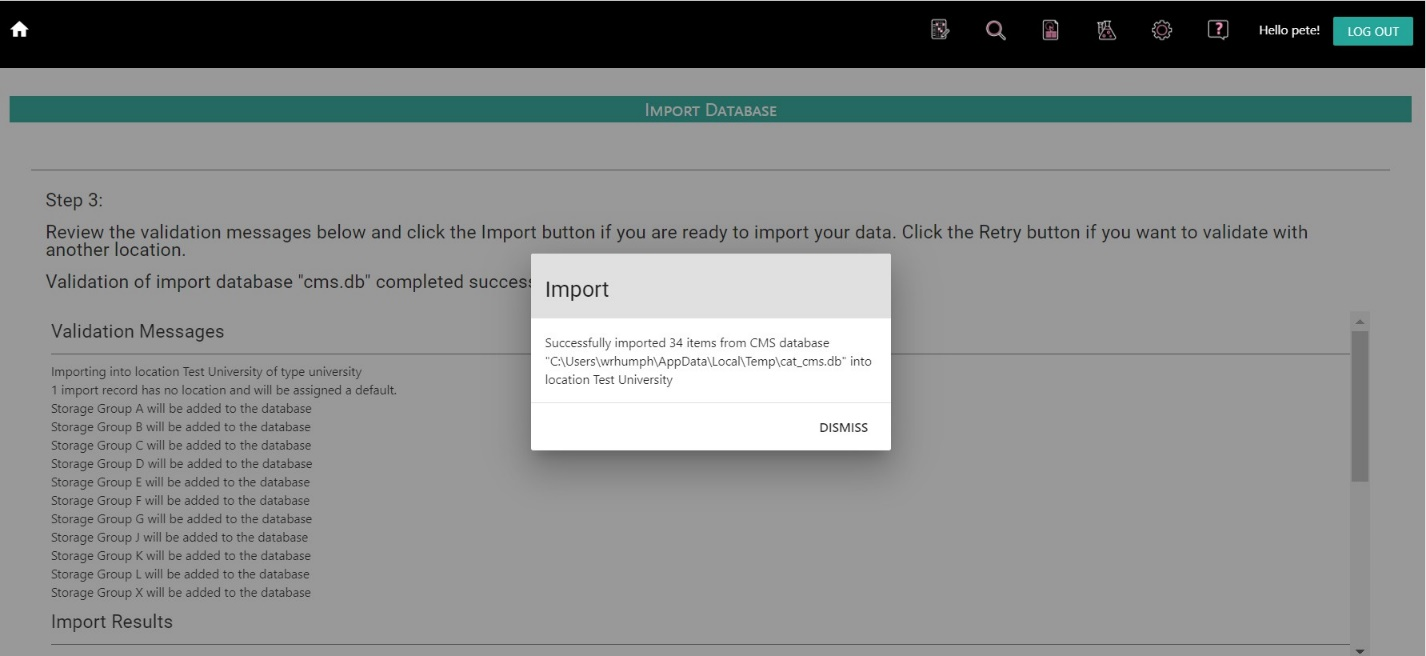 Hello pete!
LOG OUT
IMPORT DATABASE
Step 3:
Review the validation messages below and click the Import button if you are ready to import your data. Click the Retry button if you want to validate with
another location.
Validation of import database "cms.db" completed succes
Import
Successfully imported 34 items from CMS database
"C:\Users\wrhumph\AppData\Local\Temp\cat_cms.db" into
location Test University
DISMISS
Validation Messages
Importing into location Test University of type university
1 import record has no location and will be assigned a default.
Storage Group A will be added to the database
Storage Group B will be added to the database
Storage Group C will be added to the database
Storage Group D will be added to the database
Storage Group E will be added to the database
Storage Group F will be added to the database
Storage Group G will be added to the database
Storage Group J will be added to the database
Storage Group K will be added to the database
Storage Group L will be added to the database
Storage Group X will be added to the database
Import Results